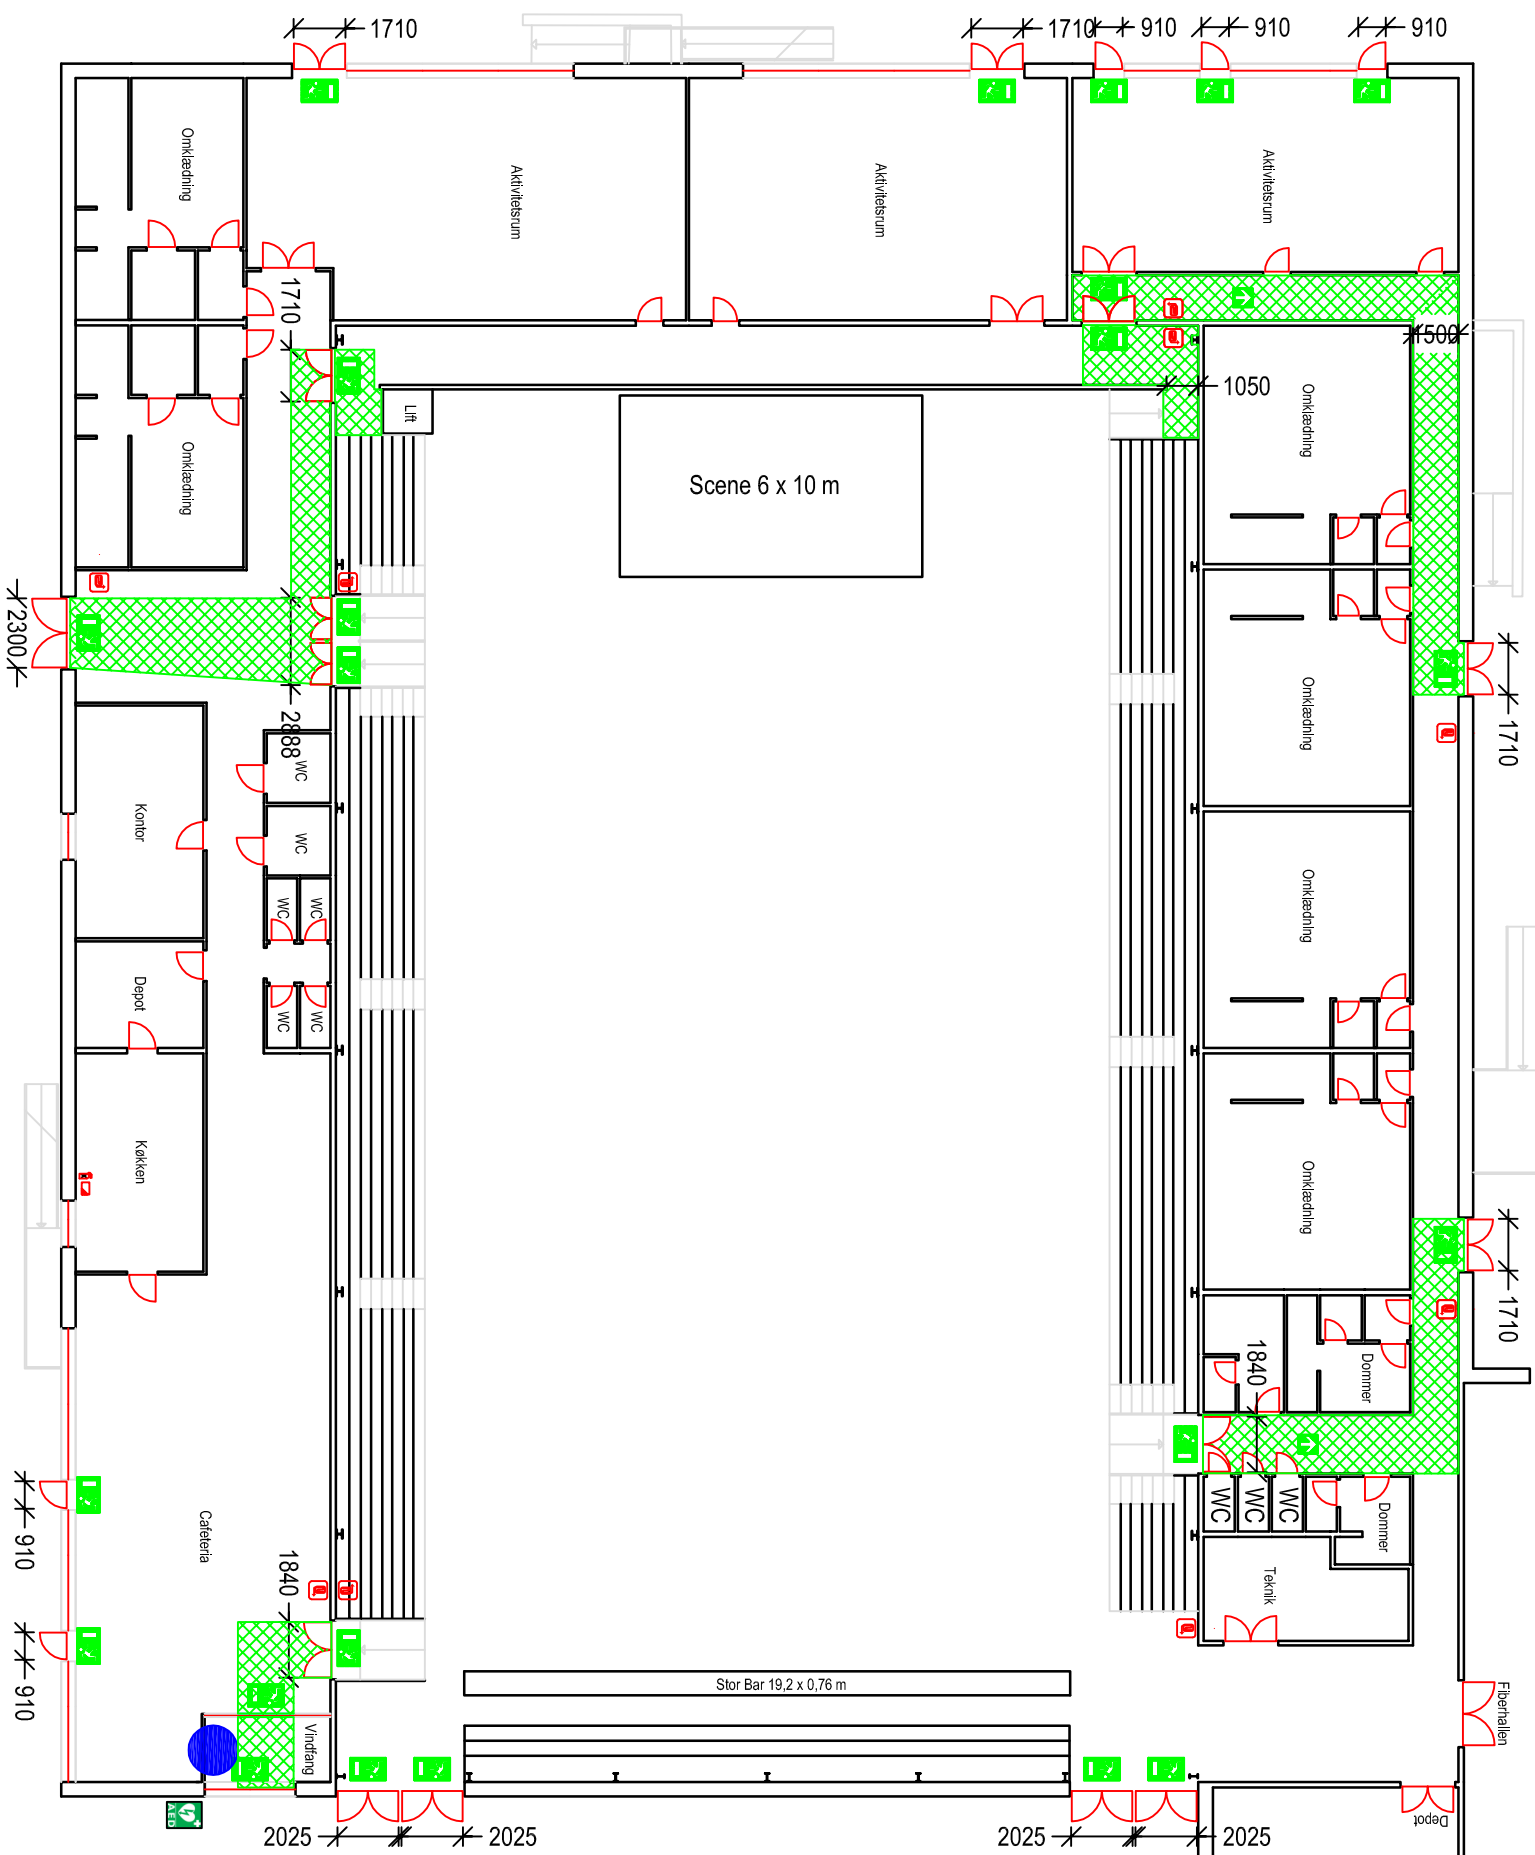 1710
1710
910
910
910
Omklædning
Aktivitetsrum
Aktivitetsrum
Aktivitetsrum
1710
1500
1050
Lift
Omklædning
Omklædning
Scene 6 x 10 m
2300
2888
WC
Omklædning
1710
Kontor
WC
WC
WC
Omklædning
Depot
WC
WC
Køkken
Omklædning
1710
1840
Dommer
910
Cafeteria
1840
WC
WC
WC
Dommer
Teknik
910
Stor Bar 19,2 x 0,76 m
Vindfang
Fiberhallen
AED
Depot
2025
2025
2025
2025